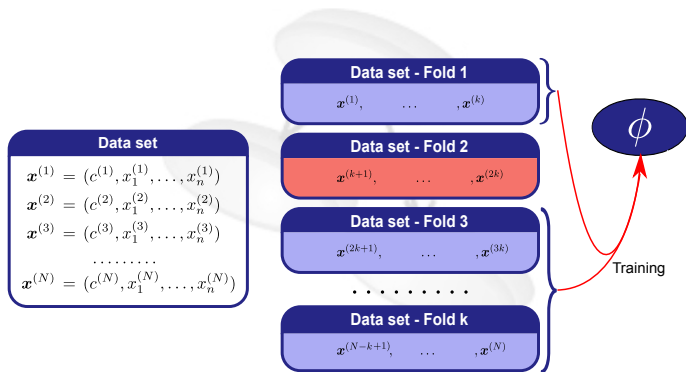 Data set
𝒙^(1) = (c^(1), x_1^(1), . . . , x_n^(1))
𝒙^(2) = (c^(2), x_1^(2), . . . , x_n^(2))
𝒙^(3) = (c^(3), x_1^(3), . . . , x_n^(3))
. . . . . . . . .
𝒙^(N) = (c^(N), x_1^(N), . . . , x_n^(N))
Data set - Fold 1
𝒙^(1), . . . , 𝒙^(k)
Data set - Fold 2
𝒙^(k+1), . . . , 𝒙^(2k)
Data set - Fold 3
𝒙^(2k+1), . . . , 𝒙^(3k)
. . . . . . . . .
Data set - Fold k
𝒙^(N−k+1), . . . , 𝒙^(N)
ϕ
Training